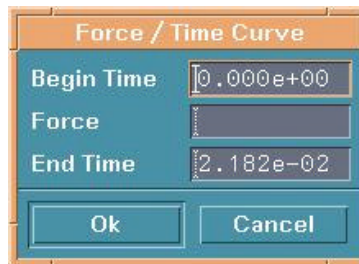 Force / Time Curve
Begin Time 0.000e+00
Force
End Time 2.182e-02
Ok Cancel